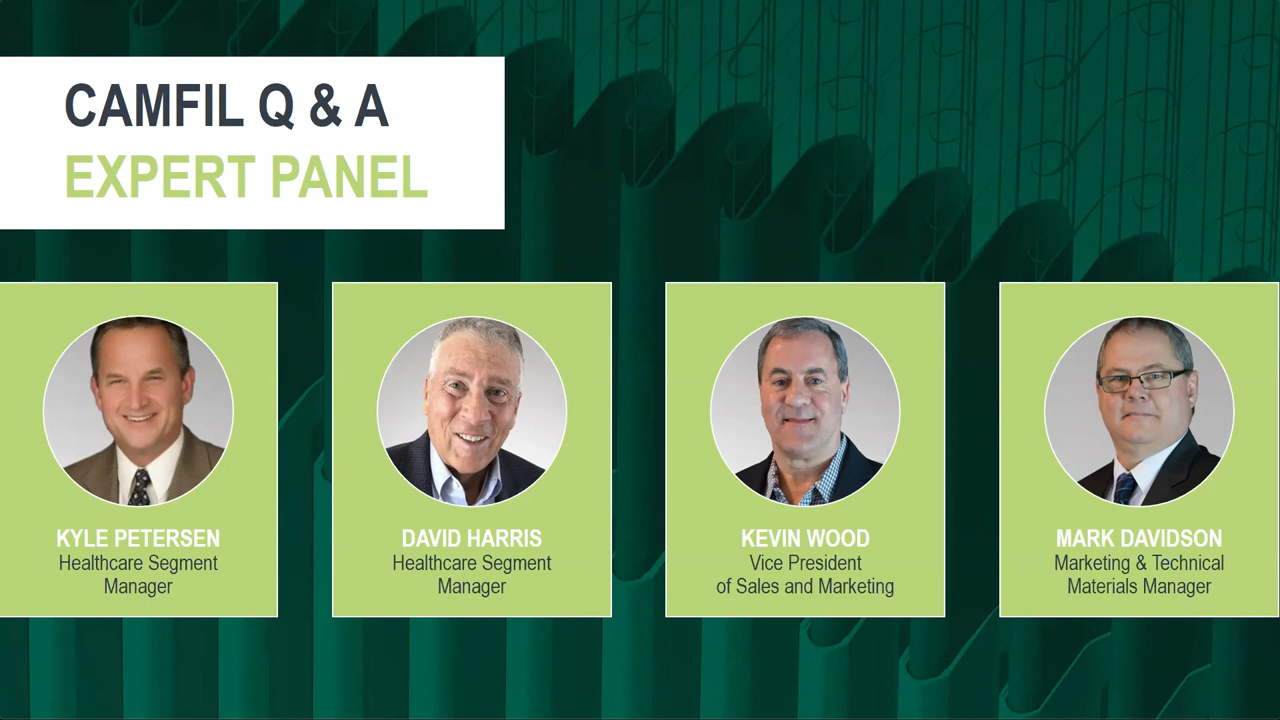 CAMFIL Q & A
EXPERT PANEL
KYLE PETERSEN
Healthcare Segment
Manager
DAVID HARRIS
Healthcare Segment
Manager
KEVIN WOOD
Vice President
of Sales and Marketing
MARK DAVIDSON
Marketing & Technical
Materials Manager